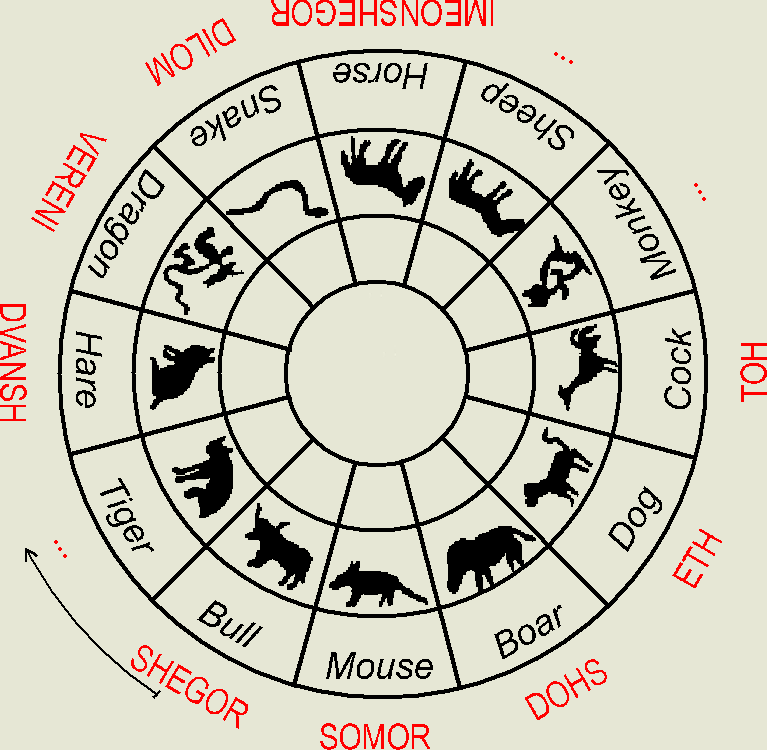 SOMOR
Mouse
SHEGOR
Bull
...
Tiger
DVANSH
Hare
VERENI
Dragon
DILOM
Snake
IMEONSHEGOR
Horse
...
Sheep
...
Monkey
TOH
Cock
ETH
Dog
DOHS
Boar